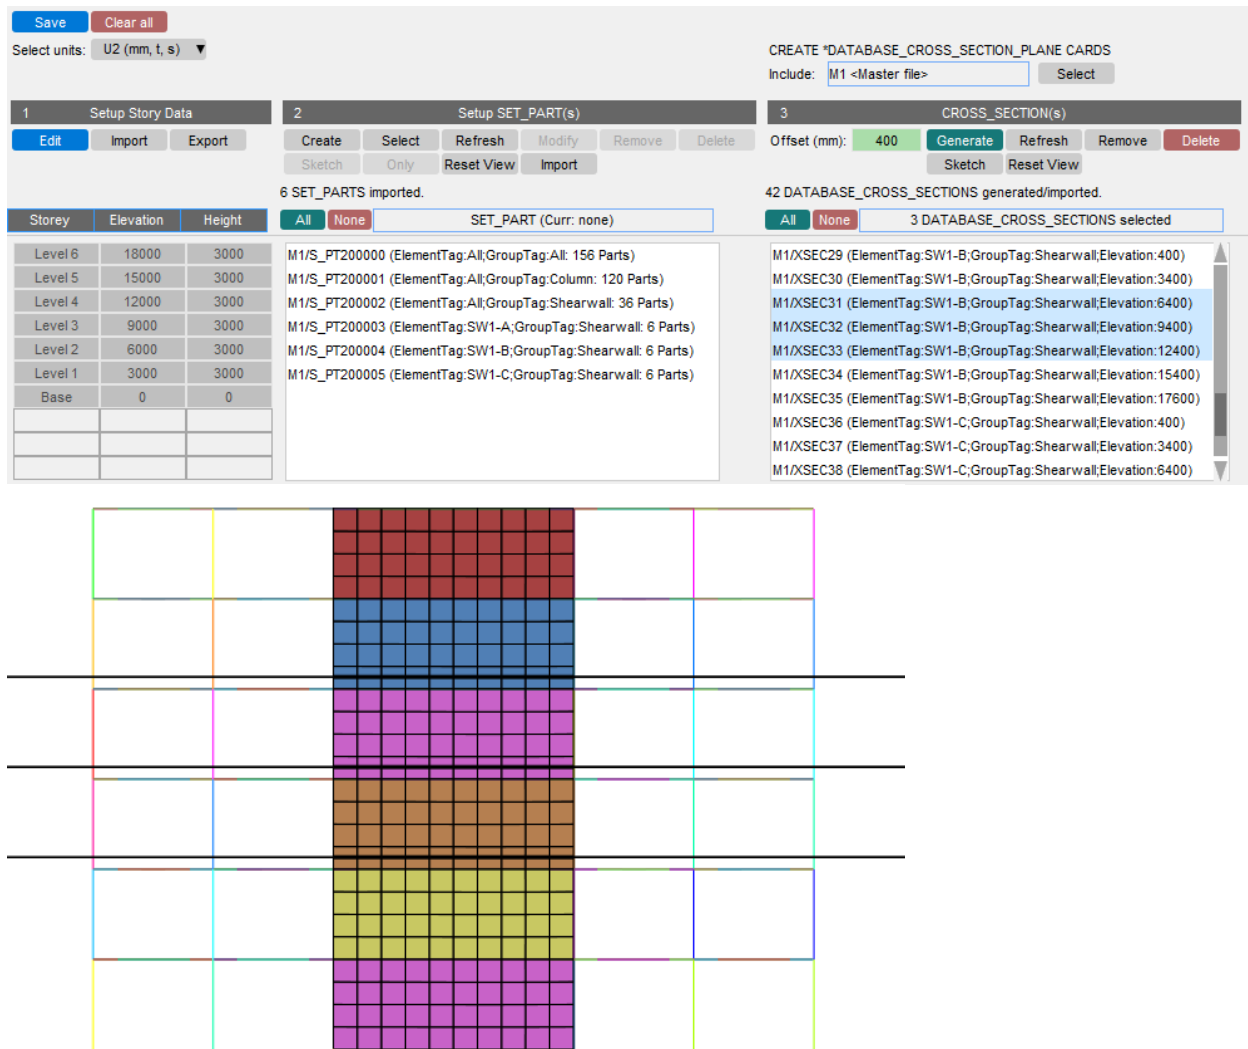 Save Clear all
Select units: U2 (mm, t, s) ▼
CREATE *DATABASE_CROSS_SECTION_PLANE CARDS
Include: M1 <Master file> Select
1 Setup Story Data
Edit Import Export
Storey Elevation Height
Level 6 18000 3000
Level 5 15000 3000
Level 4 12000 3000
Level 3 9000 3000
Level 2 6000 3000
Level 1 3000 3000
Base 0 0
2 Setup SET_PART(s)
Create Select Refresh Modify Remove Delete
Sketch Only Reset View Import
6 SET_PARTS imported.
All None SET_PART (Curr: none)
M1/S_PT200000 (ElementTag:All;GroupTag:All: 156 Parts)
M1/S_PT200001 (ElementTag:All;GroupTag:Column: 120 Parts)
M1/S_PT200002 (ElementTag:All;GroupTag:Shearwall: 36 Parts)
M1/S_PT200003 (ElementTag:SW1-A;GroupTag:Shearwall: 6 Parts)
M1/S_PT200004 (ElementTag:SW1-B;GroupTag:Shearwall: 6 Parts)
M1/S_PT200005 (ElementTag:SW1-C;GroupTag:Shearwall: 6 Parts)
3 CROSS_SECTION(s)
Offset (mm): 400 Generate Refresh Remove Delete
Sketch Reset View
42 DATABASE_CROSS_SECTIONS generated/imported.
All None 3 DATABASE_CROSS_SECTIONS selected
M1/XSEC29 (ElementTag:SW1-B;GroupTag:Shearwall;Elevation:400)
M1/XSEC30 (ElementTag:SW1-B;GroupTag:Shearwall;Elevation:3400)
M1/XSEC31 (ElementTag:SW1-B;GroupTag:Shearwall;Elevation:6400)
M1/XSEC32 (ElementTag:SW1-B;GroupTag:Shearwall;Elevation:9400)
M1/XSEC33 (ElementTag:SW1-B;GroupTag:Shearwall;Elevation:12400)
M1/XSEC34 (ElementTag:SW1-B;GroupTag:Shearwall;Elevation:15400)
M1/XSEC35 (ElementTag:SW1-B;GroupTag:Shearwall;Elevation:17600)
M1/XSEC36 (ElementTag:SW1-C;GroupTag:Shearwall;Elevation:400)
M1/XSEC37 (ElementTag:SW1-C;GroupTag:Shearwall;Elevation:3400)
M1/XSEC38 (ElementTag:SW1-C;GroupTag:Shearwall;Elevation:6400)